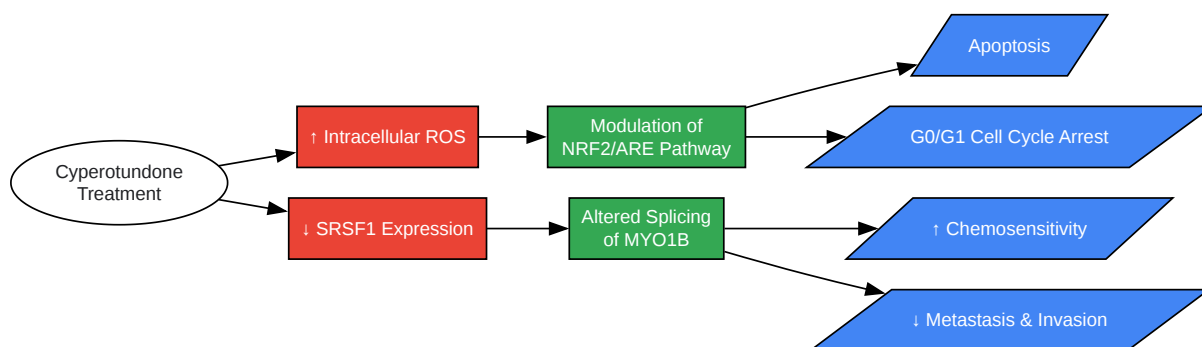 Cyperotundone
Treatment
↑ Intracellular ROS
↓ SRSF1 Expression
Modulation of
NRF2/ARE Pathway
Altered Splicing
of MYO1B
Apoptosis
G0/G1 Cell Cycle Arrest
↑ Chemosensitivity
↓ Metastasis & Invasion